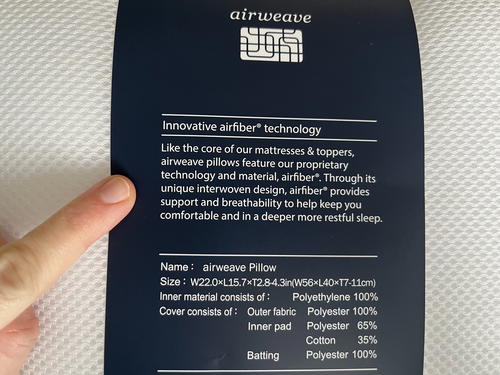 airweave
Innovative airfiber® technology
Like the core of our mattresses & toppers,
airweave pillows feature our proprietary
technology and material, airfiber®. Through its
unique interwoven design, airfiber® provides
support and breathability to help keep you
comfortable and in a deeper more restful sleep.
Name : airweave Pillow
Size : W22.0×L15.7×T2.8-4.3in(W56×L40×T7-11cm)
Inner material consists of : Polyethylene 100%
Cover consists of : Outer fabric Polyester 100%
Inner pad Polyester 65%
Cotton 35%
Batting Polyester 100%